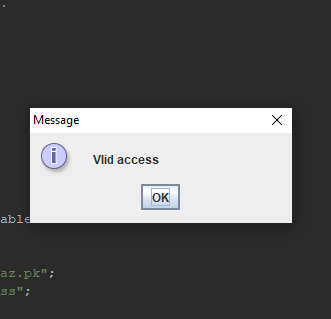 .
Message
Vlid access
OK
able
az.pk";
ss";